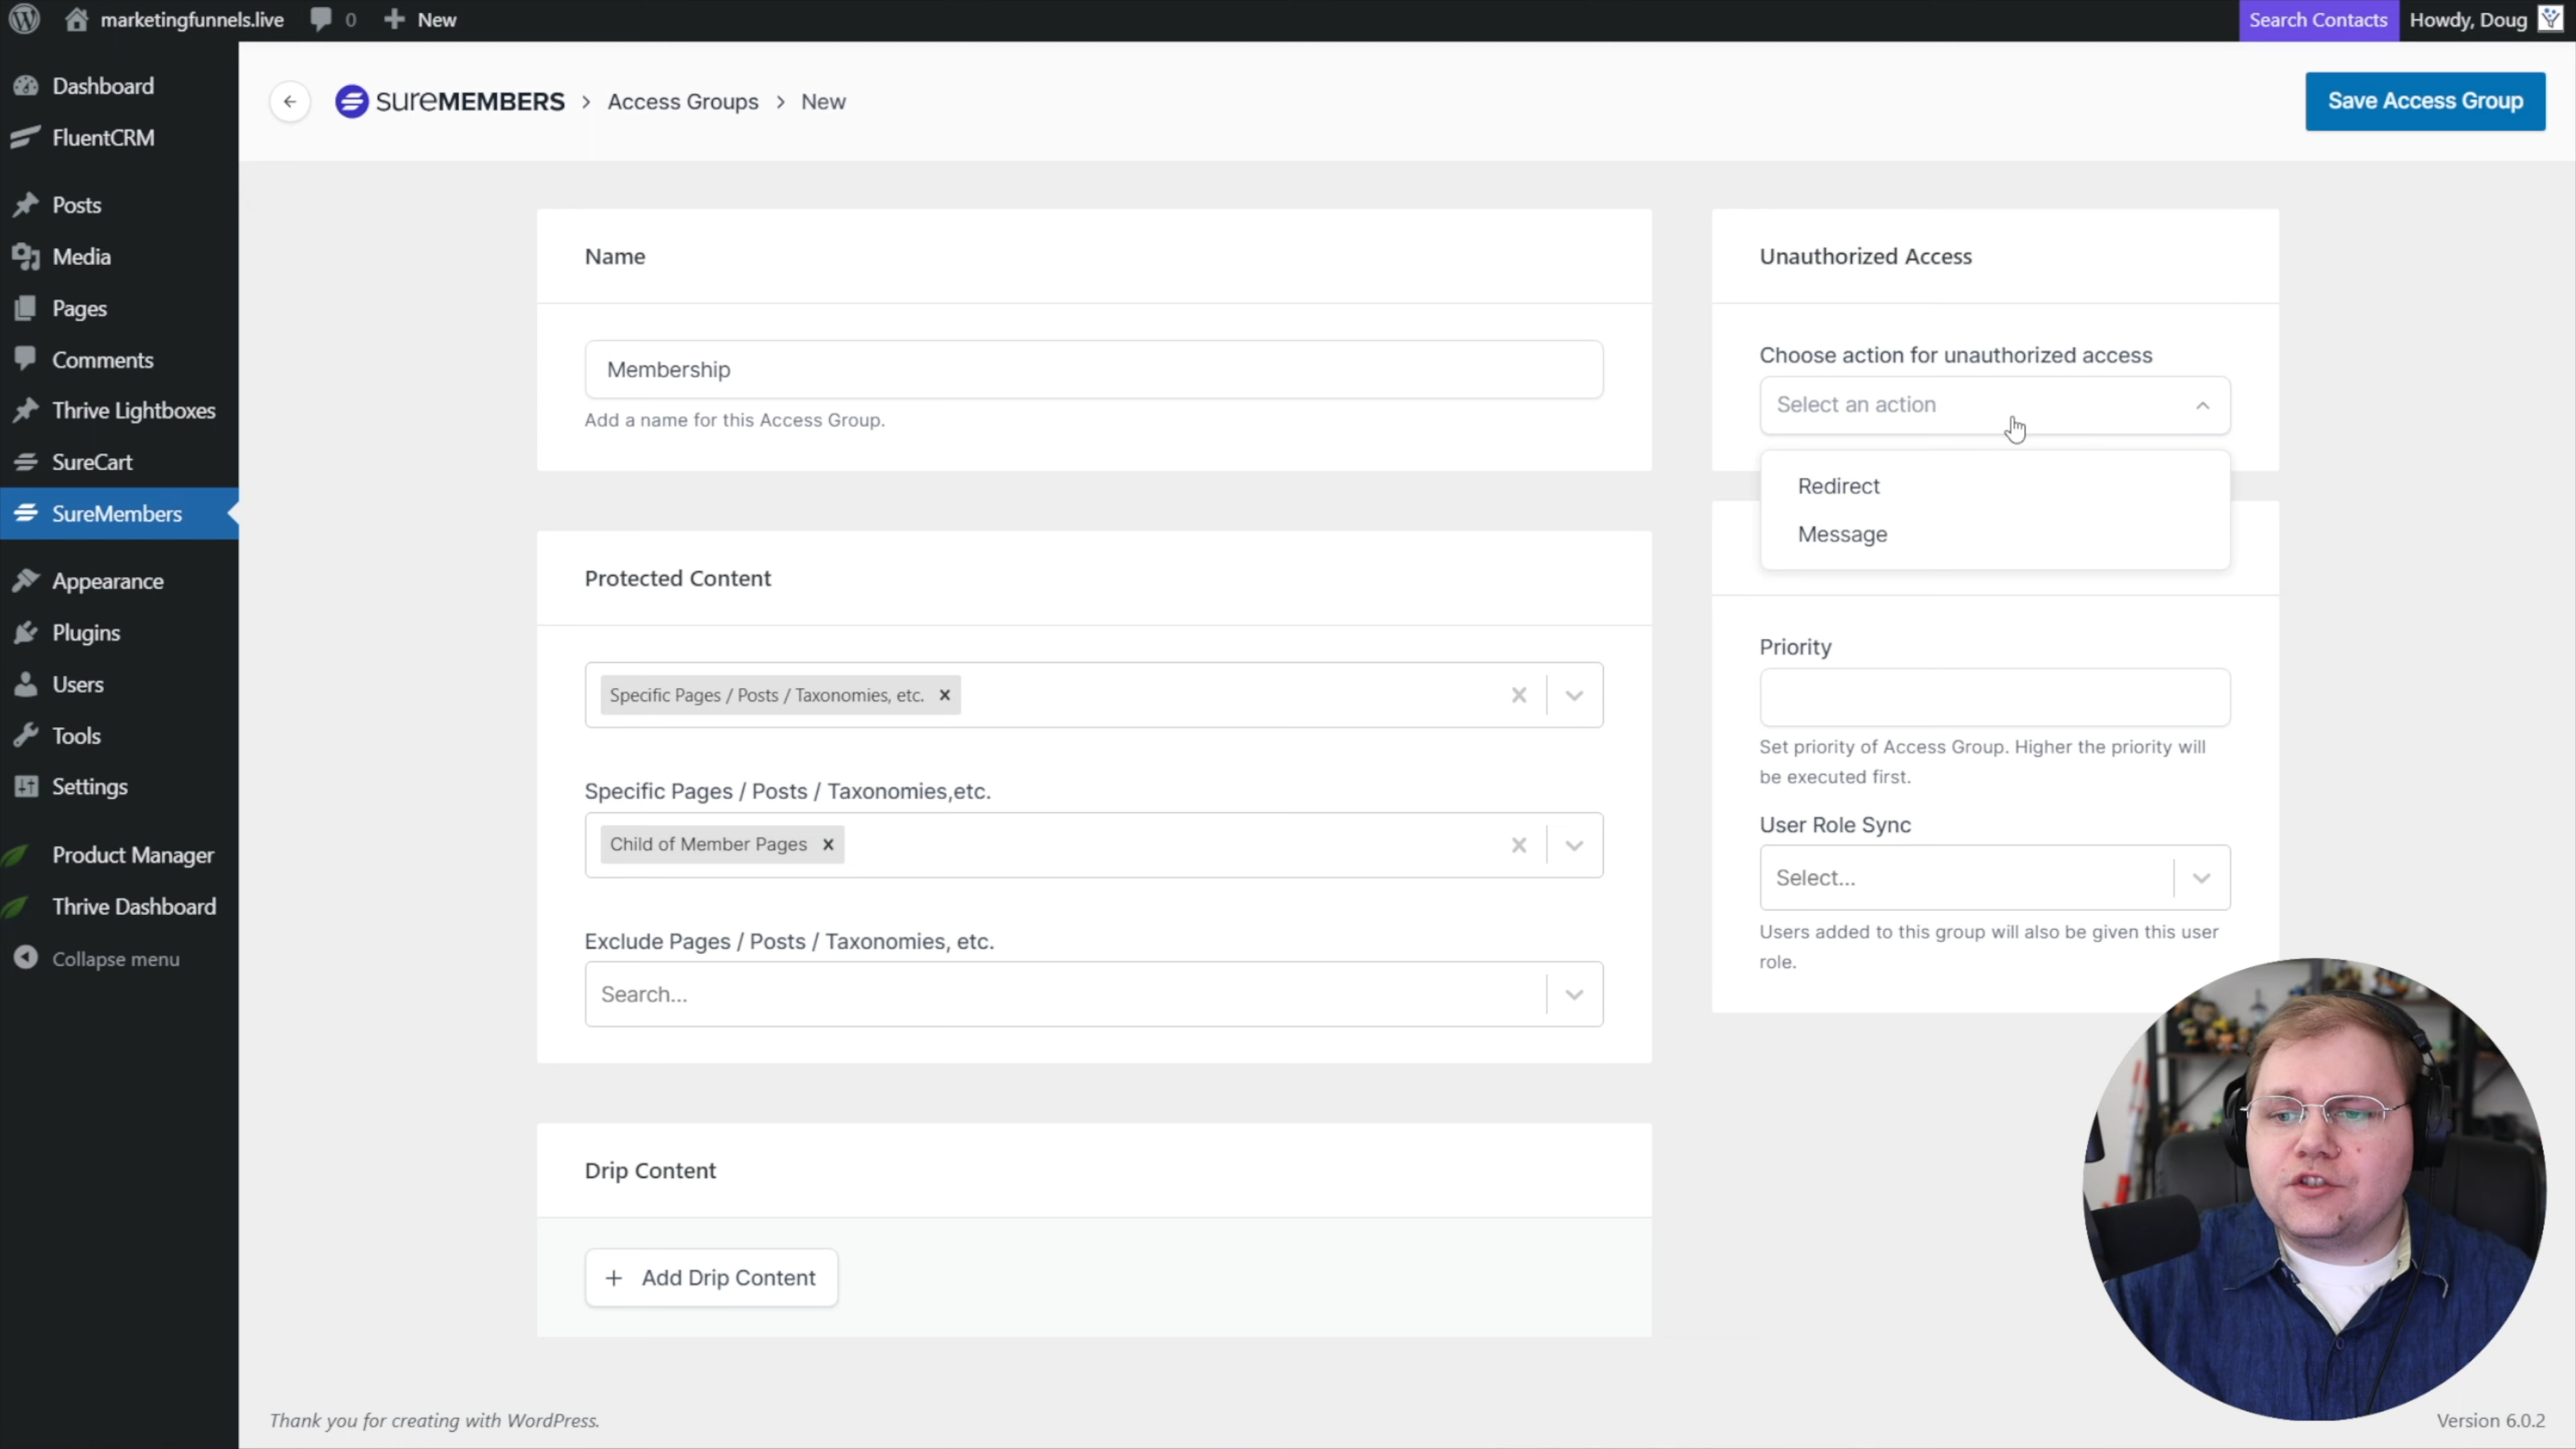 marketingfunnels.live
0
New
Search Contacts
Howdy, Doug
Dashboard
FluentCRM
Posts
Media
Pages
Comments
Thrive Lightboxes
SureCart
SureMembers
Appearance
Plugins
Users
Tools
Settings
Product Manager
Thrive Dashboard
Collapse menu
sureMEMBERS > Access Groups > New
Save Access Group
Name
Membership
Add a name for this Access Group.
Protected Content
Specific Pages / Posts / Taxonomies, etc.
Specific Pages / Posts / Taxonomies,etc.
Child of Member Pages
Exclude Pages / Posts / Taxonomies, etc.
Search...
Drip Content
+ Add Drip Content
Unauthorized Access
Choose action for unauthorized access
Select an action
Redirect
Message
Priority
Set priority of Access Group. Higher the priority will
be executed first.
User Role Sync
Select...
Users added to this group will also be given this user
role.
Thank you for creating with WordPress.
Version 6.0.2